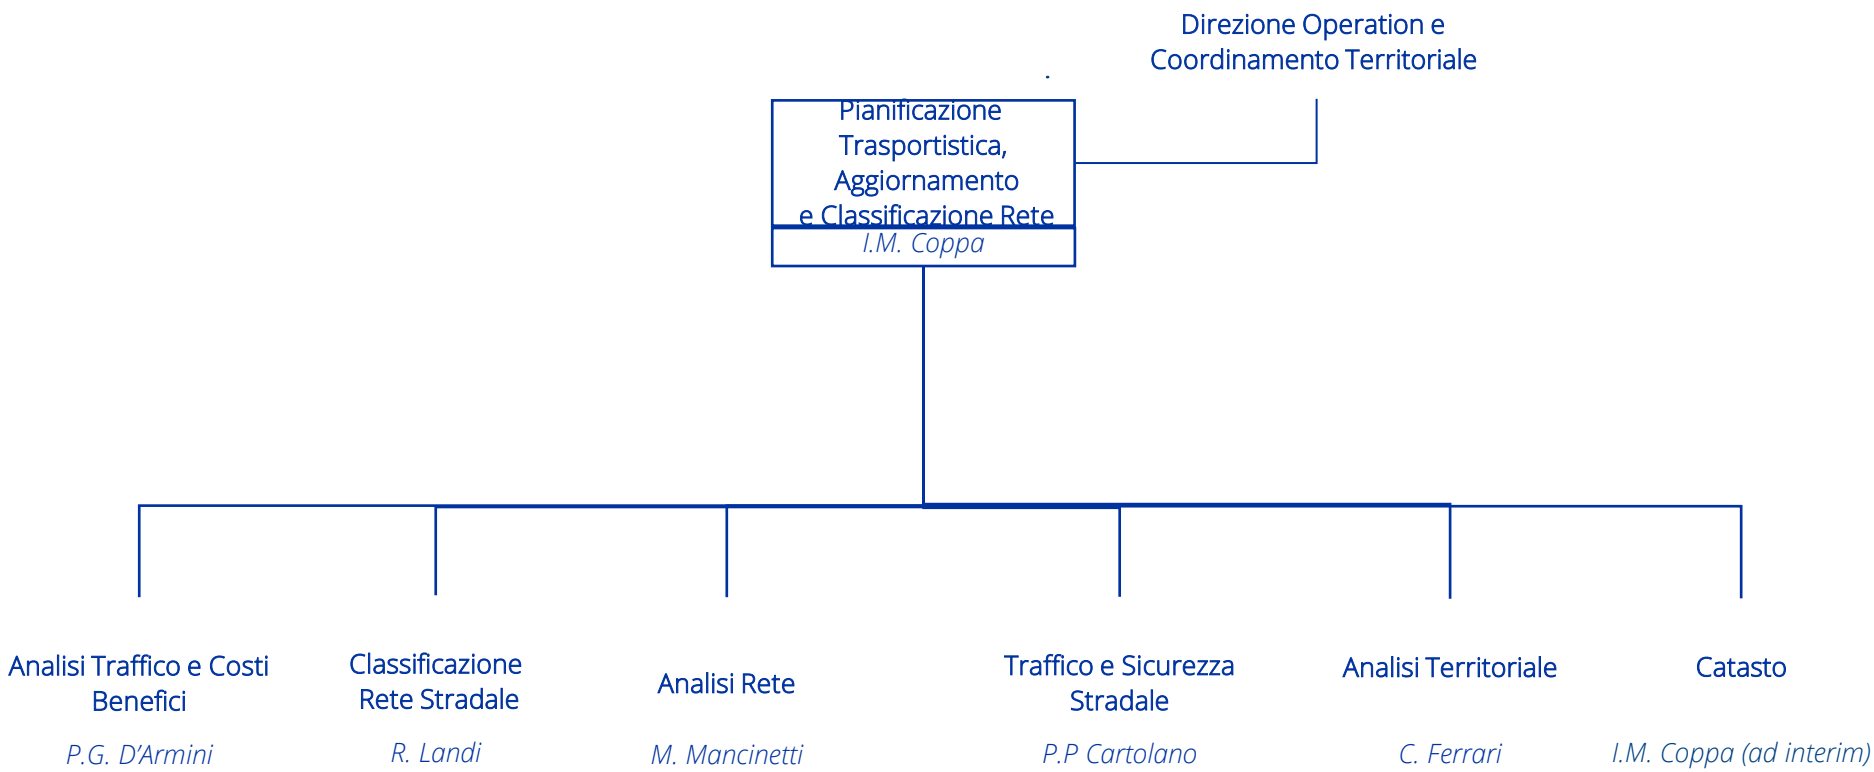 Direzione Operation e
Coordinamento Territoriale
.
Pianificazione
Trasportistica,
Aggiornamento
e Classificazione Rete
I.M. Coppa
Analisi Traffico e Costi
Benefici
P.G. D'Armini
Classificazione
Rete Stradale
R. Landi
Analisi Rete
M. Mancinetti
Traffico e Sicurezza
Stradale
P.P Cartolano
Analisi Territoriale
C. Ferrari
Catasto
I.M. Coppa (ad interim)